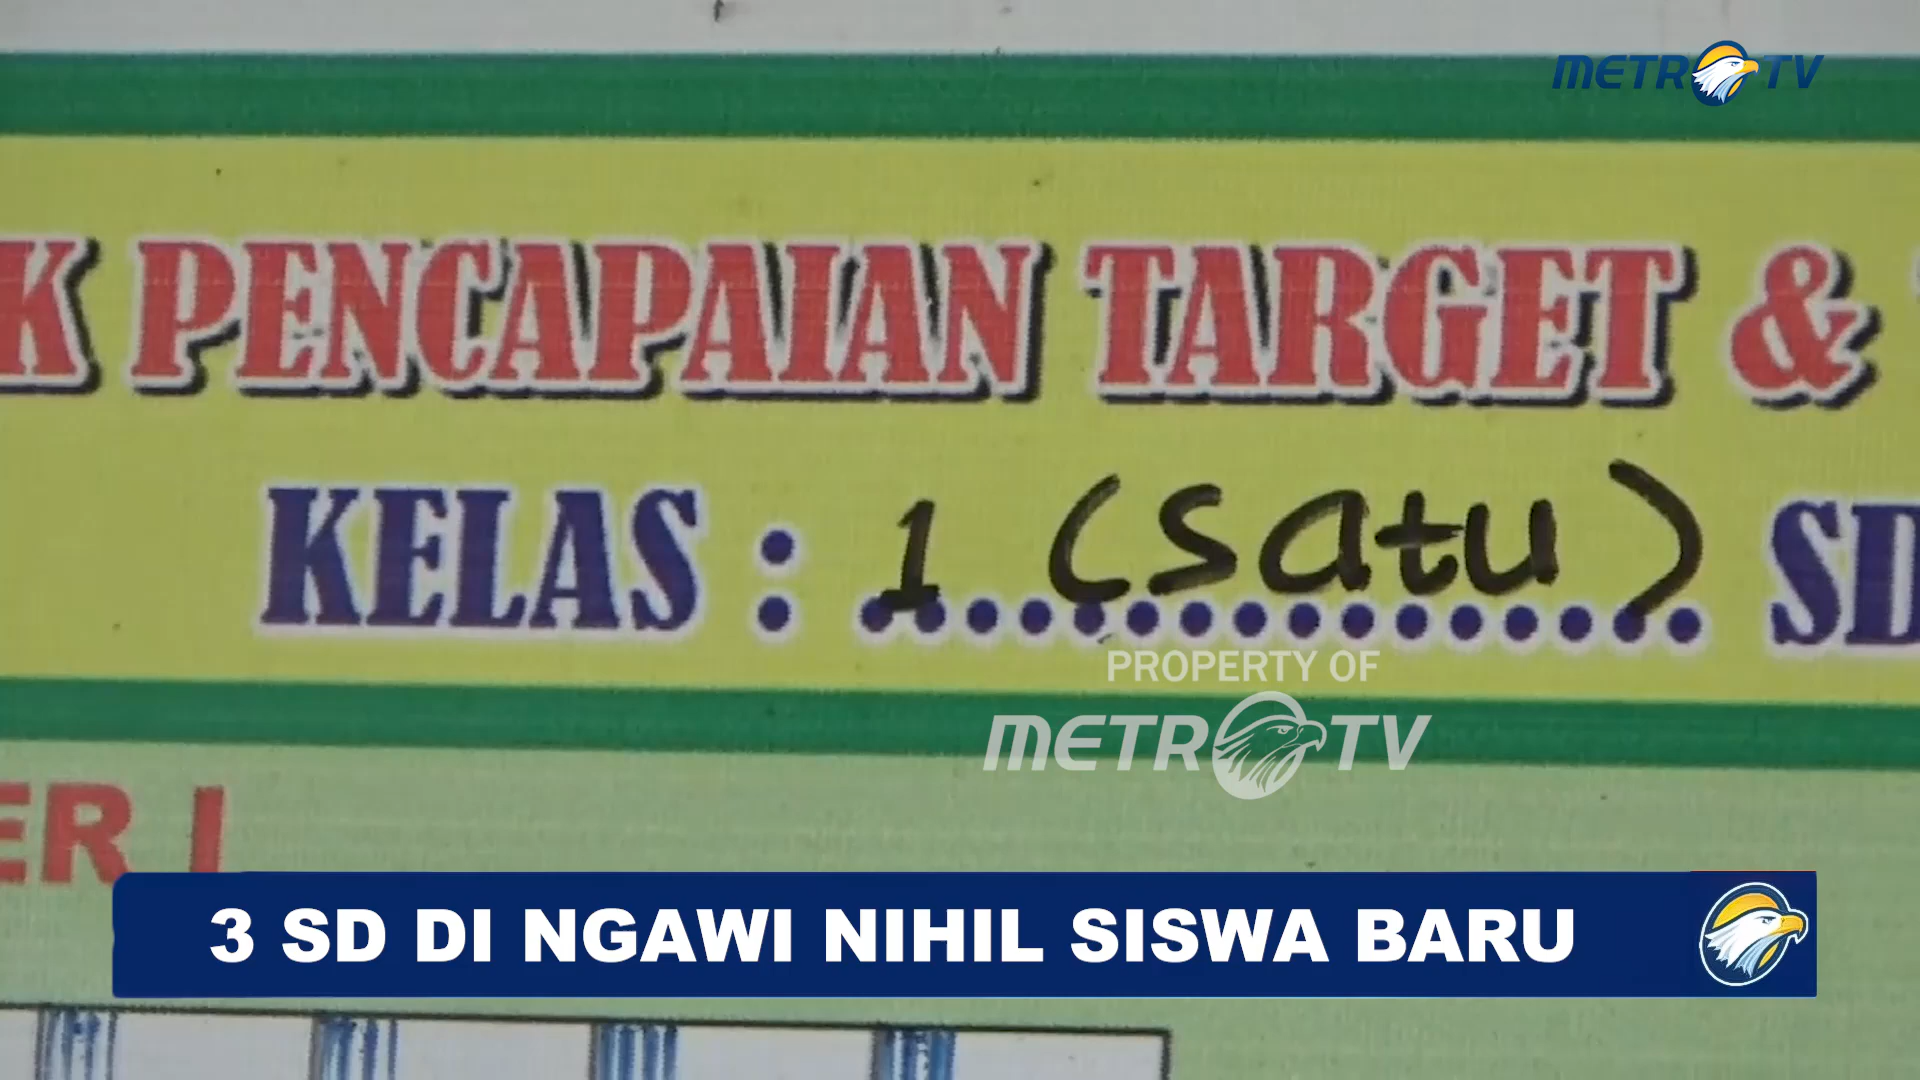 METRO TV
K PENCAPAIAN TARGET &
KELAS : 1 (satu) SD
PROPERTY OF
METRO TV
ER I
3 SD DI NGAWI NIHIL SISWA BARU